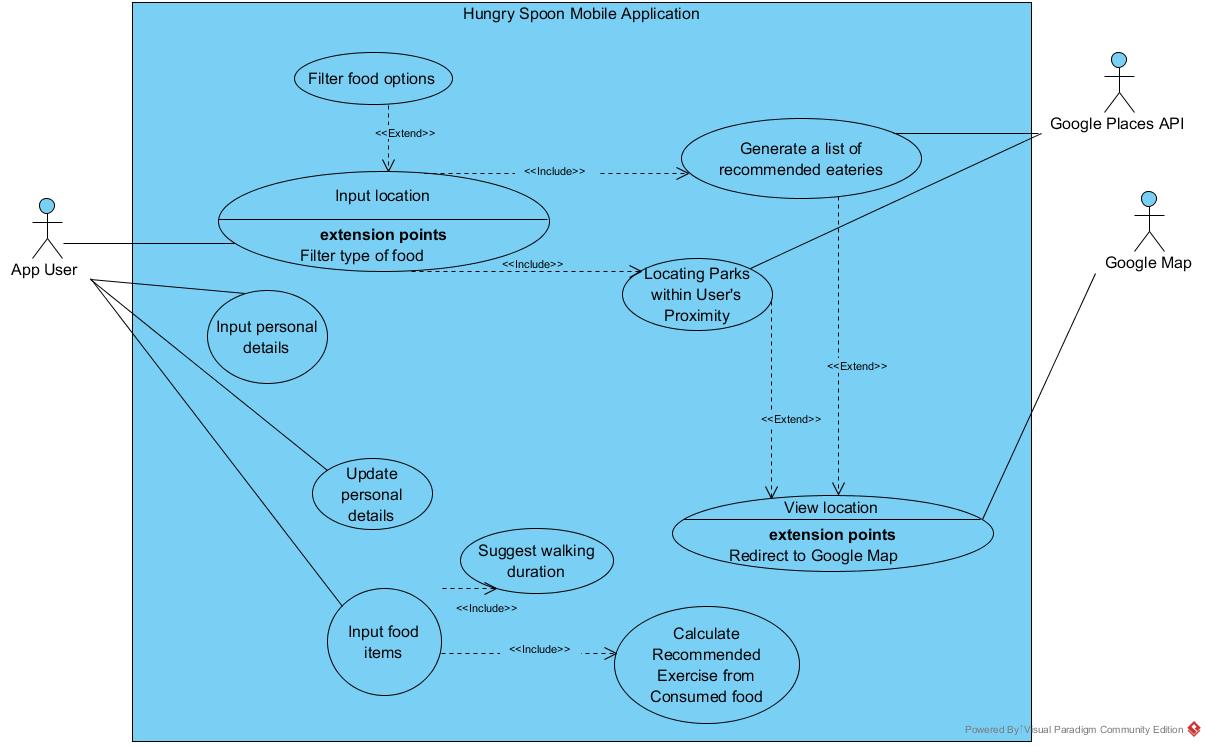 Hungry Spoon Mobile Application
Filter food options
<<Extend>>
Google Places API
Generate a list of
recommended eateries
<<Include>>
Input location
extension points
Filter type of food
App User
<<Include>>
Locating Parks
within User's
Proximity
Google Map
Input personal
details
<<Extend>>
<<Extend>>
Update
personal
details
View location
extension points
Redirect to Google Map
Suggest walking
duration
<<Include>>
Input food
items
<<Include>>
Calculate
Recommended
Exercise from
Consumed food
Powered By Visual Paradigm Community Edition